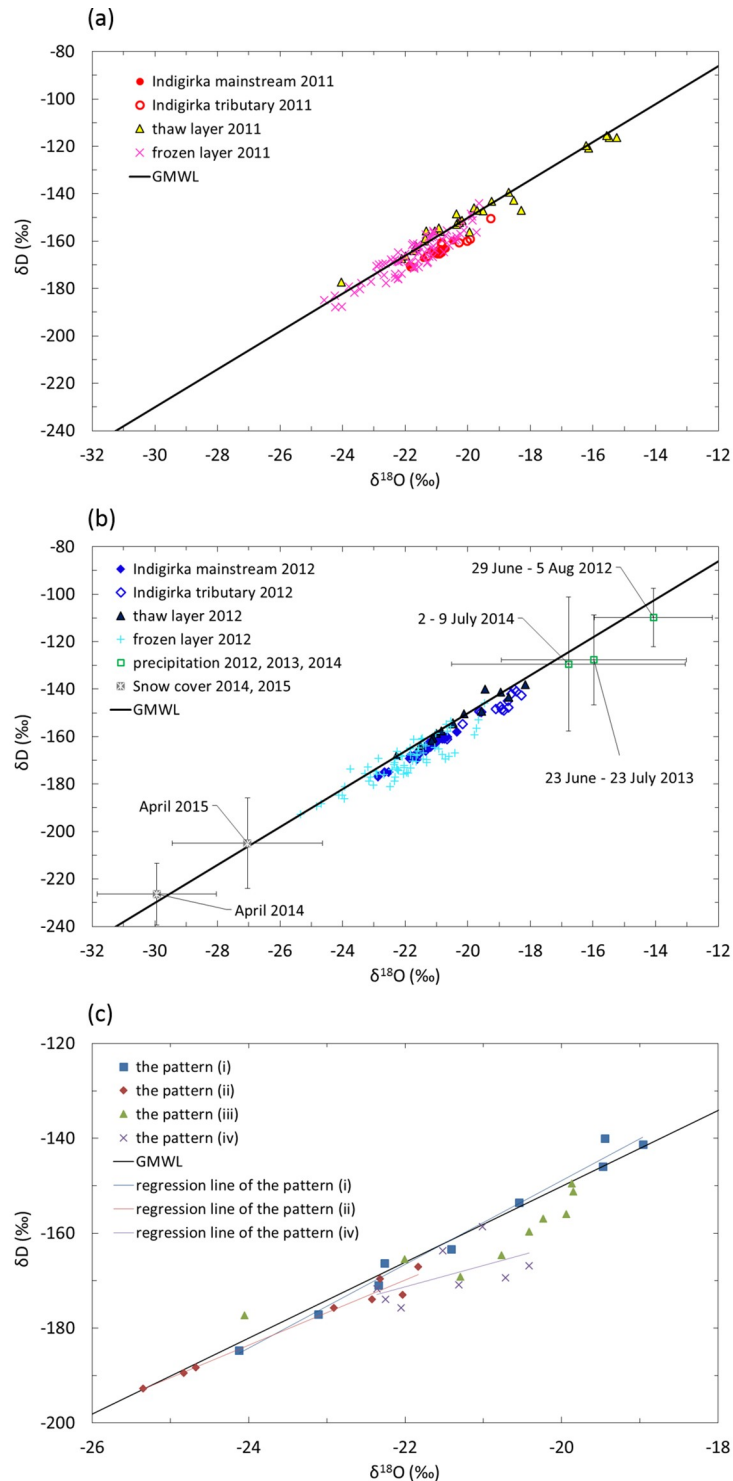 (a)
-80
-100
-120
-140
-160
-180
-200
-220
-240
δD (‰)
Indigirka mainstream 2011
Indigirka tributary 2011
thaw layer 2011
frozen layer 2011
GMWL
-32 -30 -28 -26 -24 -22 -20 -18 -16 -14 -12
δ¹⁸O (‰)
(b)
-80
-100
-120
-140
-160
-180
-200
-220
-240
δD (‰)
Indigirka mainstream 2012
Indigirka tributary 2012
thaw layer 2012
frozen layer 2012
precipitation 2012, 2013, 2014
Snow cover 2014, 2015
GMWL
29 June - 5 Aug 2012
2 - 9 July 2014
23 June - 23 July 2013
April 2015
April 2014
-32 -30 -28 -26 -24 -22 -20 -18 -16 -14 -12
δ¹⁸O (‰)
(c)
-120
-140
-160
-180
-200
δD (‰)
the pattern (i)
the pattern (ii)
the pattern (iii)
the pattern (iv)
GMWL
regression line of the pattern (i)
regression line of the pattern (ii)
regression line of the pattern (iv)
-26 -24 -22 -20 -18
δ¹⁸O (‰)